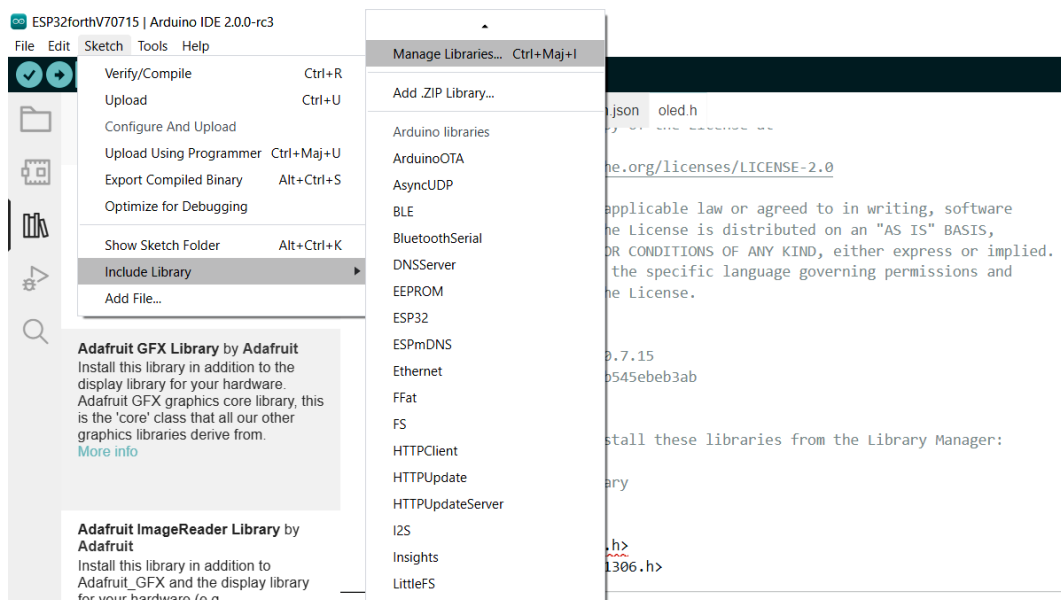 ESP32forthV70715 | Arduino IDE 2.0.0-rc3
File Edit Sketch Tools Help
Verify/Compile Ctrl+R
Upload Ctrl+U
Configure And Upload
Upload Using Programmer Ctrl+Maj+U
Export Compiled Binary Alt+Ctrl+S
Optimize for Debugging
Show Sketch Folder Alt+Ctrl+K
Include Library
Add File...
Manage Libraries... Ctrl+Maj+I
Add .ZIP Library...
Arduino libraries
ArduinoOTA
AsyncUDP
BLE
BluetoothSerial
DNSServer
EEPROM
ESP32
ESPmDNS
Ethernet
FFat
FS
HTTPClient
HTTPUpdate
HTTPUpdateServer
I2S
Insights
LittleFS
Adafruit GFX Library by Adafruit
Install this library in addition to the
display library for your hardware.
Adafruit GFX graphics core library, this
is the 'core' class that all our other
graphics libraries derive from.
More info
Adafruit ImageReader Library by
Adafruit
Install this library in addition to
Adafruit_GFX and the display library
for your hardware (e.g.
.json oled.h
of the License at
he.org/licenses/LICENSE-2.0
applicable law or agreed to in writing, software
he License is distributed on an "AS IS" BASIS,
OR CONDITIONS OF ANY KIND, either express or implied.
the specific language governing permissions and
he License.
0.7.15
b545ebeb3ab
stall these libraries from the Library Manager:
ary
.h>
1306.h>